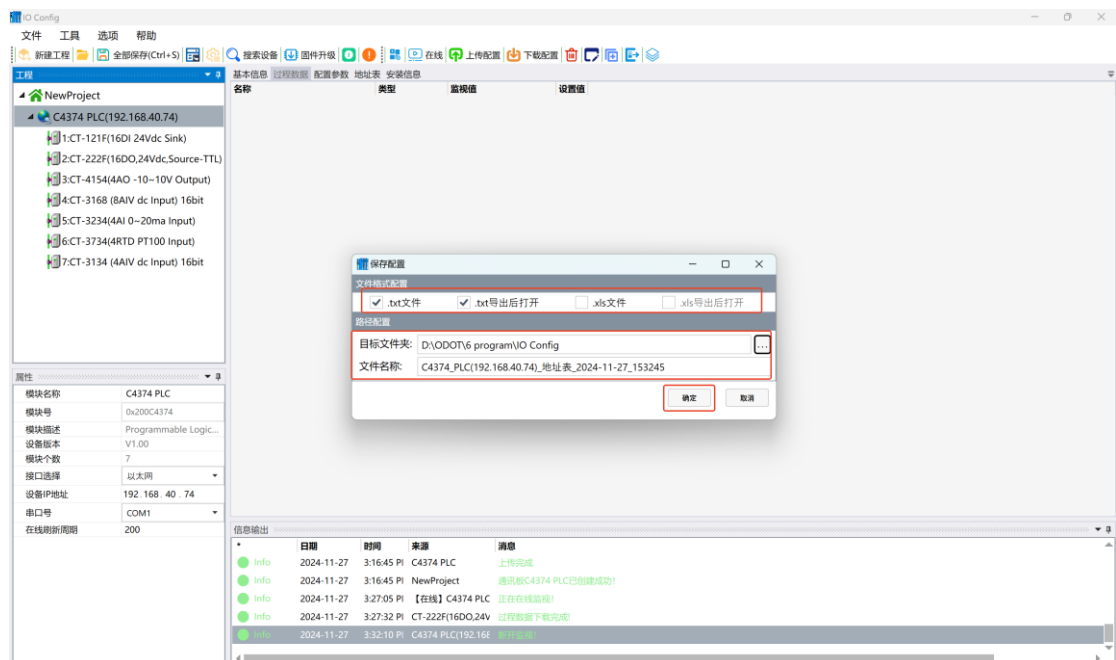 IO Config
文件 工具 选项 帮助
新建工程 全部保存(Ctrl+S) 搜索设备 固件升级 在线 上传配置 下载配置
工程
基本信息 过程数据 配置参数 地址表 安装信息
名称 类型 监视值 设置值
NewProject
C4374 PLC(192.168.40.74)
1:CT-121F(16DI 24Vdc Sink)
2:CT-222F(16DO,24Vdc,Source-TTL)
3:CT-4154(4AO -10~10V Output)
4:CT-3168 (8AIV dc Input) 16bit
5:CT-3234(4AI 0~20ma Input)
6:CT-3734(4RTD PT100 Input)
7:CT-3134 (4AIV dc Input) 16bit
保存配置
文件格式配置
.txt文件 .txt导出后打开 .xls文件 .xls导出后打开
路径配置
目标文件夹: D:\ODOT\6 program\IO Config ...
文件名称: C4374_PLC(192.168.40.74)_地址表_2024-11-27_153245
确定 取消
属性
模块名称 C4374 PLC
模块号 0x200C4374
模块描述 Programmable Logic...
设备版本 V1.00
模块个数 7
接口选择 以太网
设备IP地址 192 . 168 . 40 . 74
串口号 COM1
在线刷新周期 200
信息输出
* 日期 时间 来源 消息
Info 2024-11-27 3:16:45 PI C4374 PLC 上传完成
Info 2024-11-27 3:16:45 PI NewProject 通讯板C4374 PLC已创建成功!
Info 2024-11-27 3:27:05 PI 【在线】C4374 PLC 正在在线监视!
Info 2024-11-27 3:27:32 PI CT-222F(16DO,24V 过程数据下载完成!
Info 2024-11-27 3:32:10 PI C4374 PLC(192.168 断开监视!